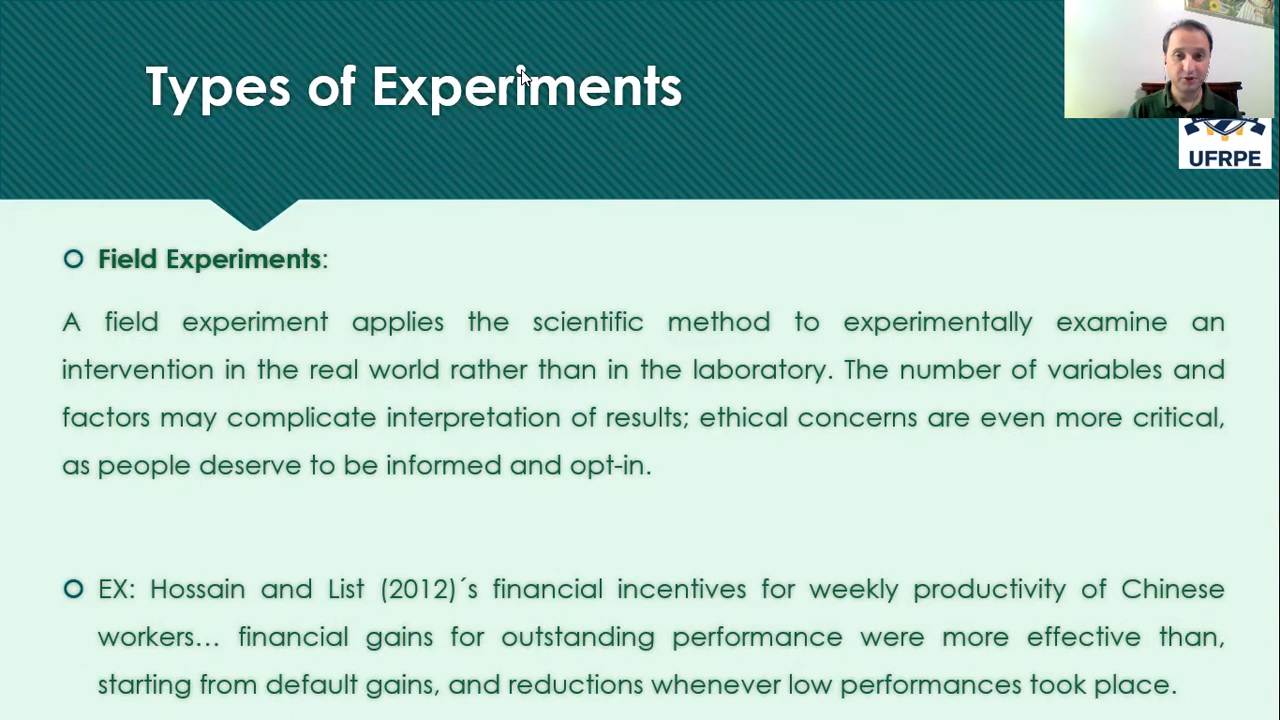 Types of Experiments
UFRPE
Field Experiments:
A field experiment applies the scientific method to experimentally examine an
intervention in the real world rather than in the laboratory. The number of variables and
factors may complicate interpretation of results; ethical concerns are even more critical,
as people deserve to be informed and opt-in.
EX: Hossain and List (2012)´s financial incentives for weekly productivity of Chinese
workers… financial gains for outstanding performance were more effective than,
starting from default gains, and reductions whenever low performances took place.